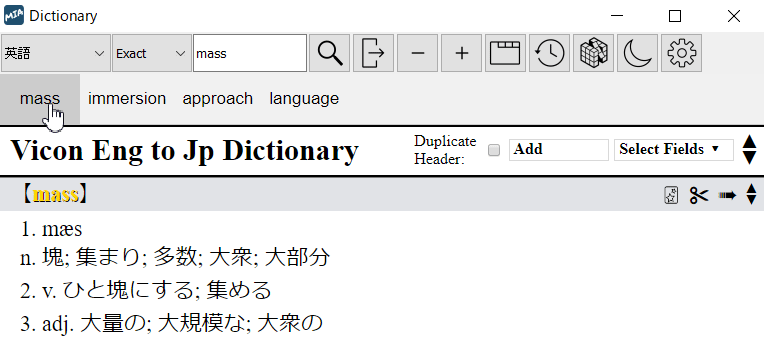 MIA Dictionary
英語 Exact mass
mass immersion approach language
Vicon Eng to Jp Dictionary
Duplicate Header: Add Select Fields ▼
【mass】
1. mæs
n. 塊; 集まり; 多数; 大衆; 大部分
2. v. ひと塊にする; 集める
3. adj. 大量の; 大規模な; 大衆の